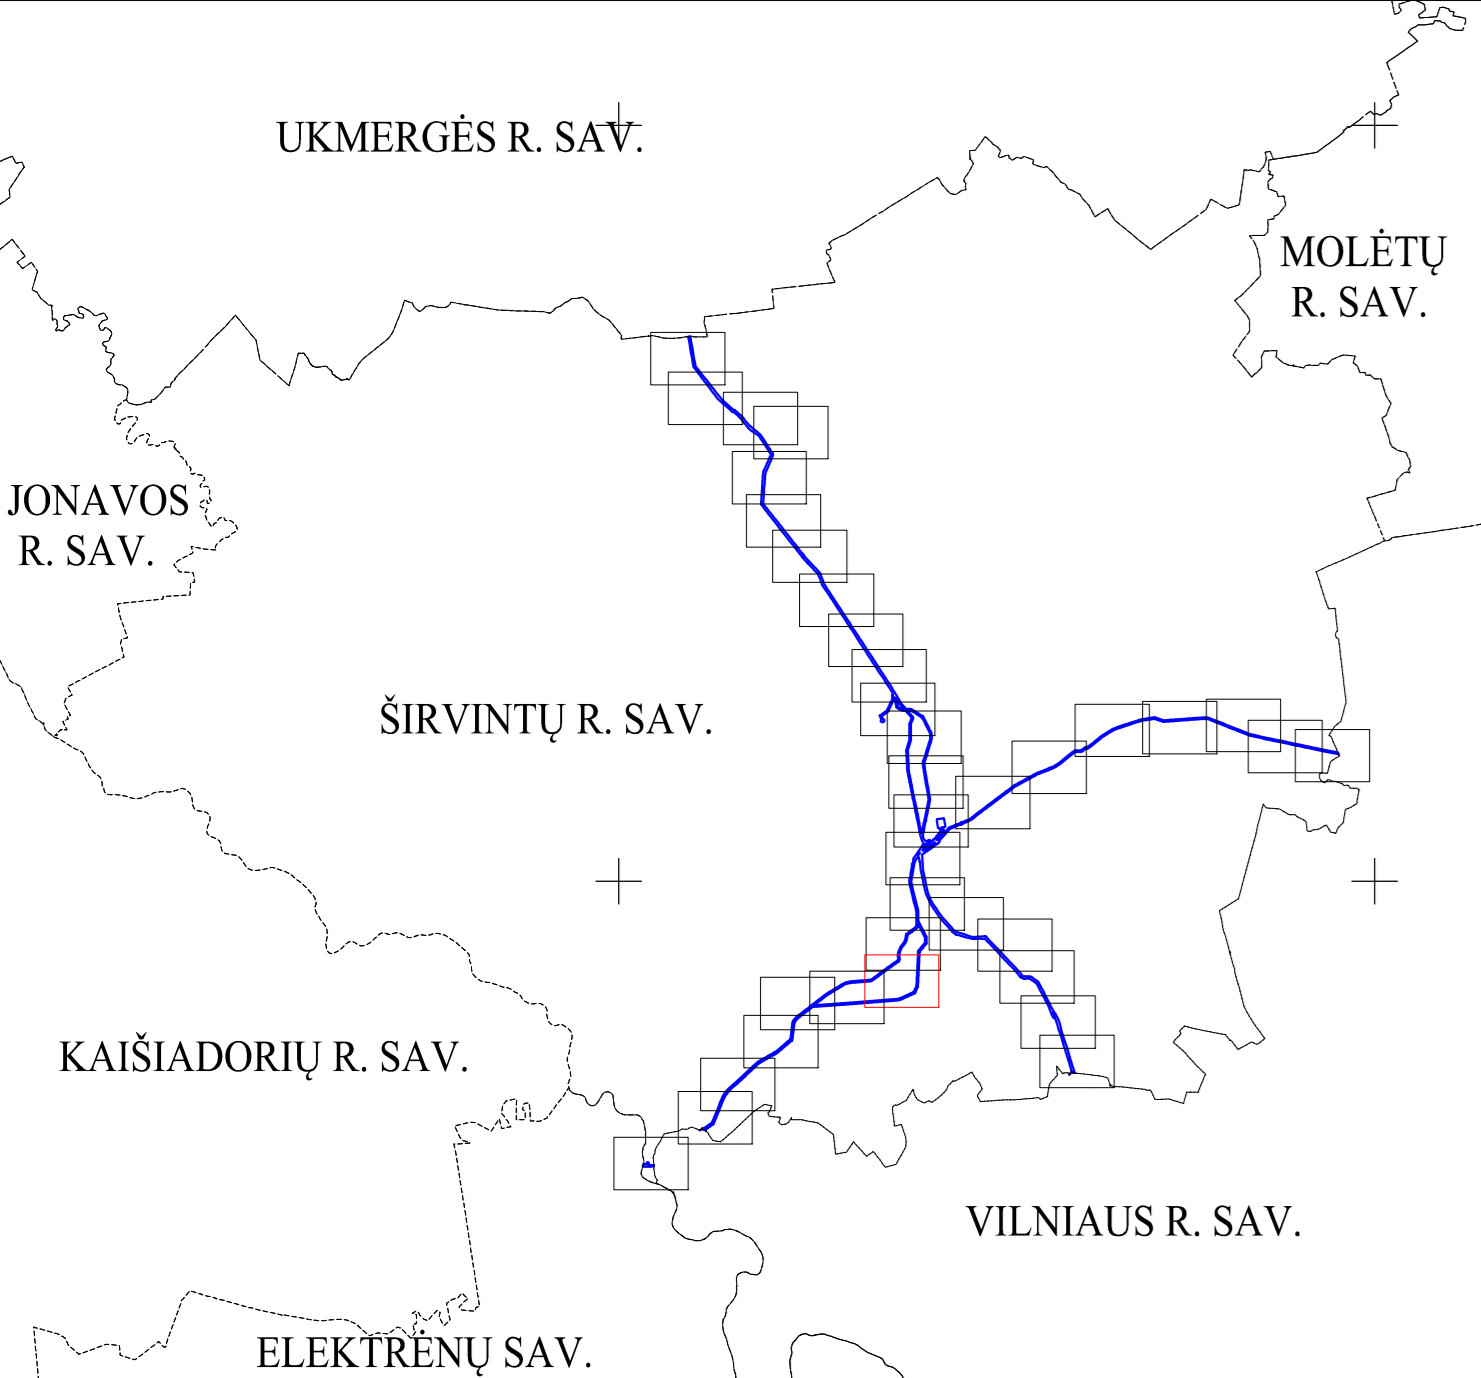 UKMERGĖS R. SAV.
MOLĖTŲ
R. SAV.
JONAVOS
R. SAV.
ŠIRVINTŲ R. SAV.
KAIŠIADORIŲ R. SAV.
VILNIAUS R. SAV.
ELEKTRĖNŲ SAV.